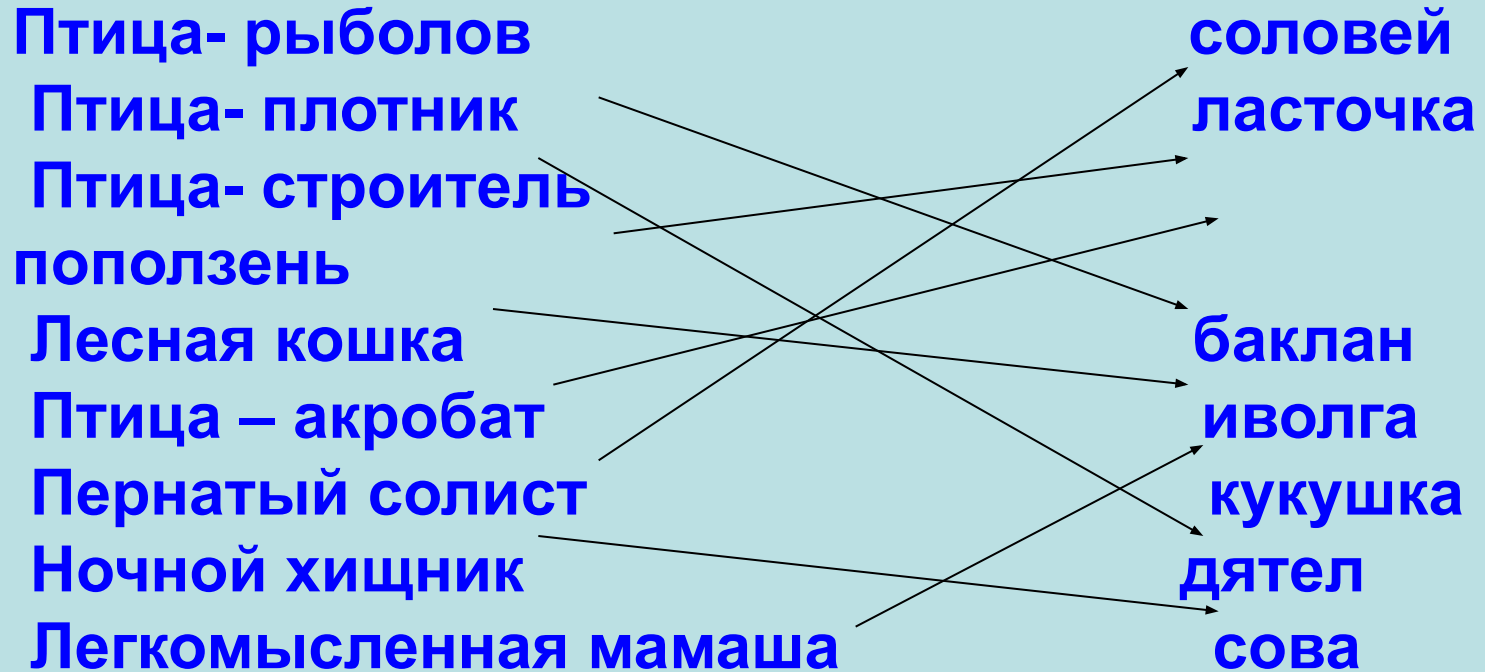 Птица- рыболов соловей
Птица- плотник ласточка
Птица- строитель
поползень
Лесная кошка баклан
Птица – акробат иволга
Пернатый солист кукушка
Ночной хищник дятел
Легкомысленная мамаша сова